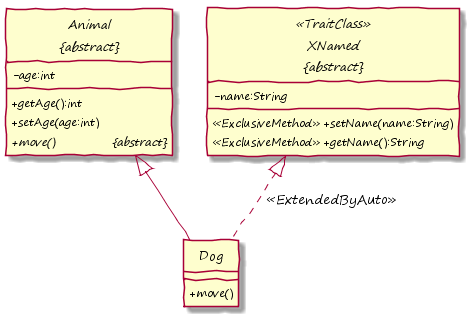 Animal
{abstract}
-age:int
+getAge():int
+setAge(age:int)
+move() {abstract}
«TraitClass»
XNamed
{abstract}
-name:String
«ExclusiveMethod» +setName(name:String)
«ExclusiveMethod» +getName():String
«ExtendedByAuto»
Dog
+move()